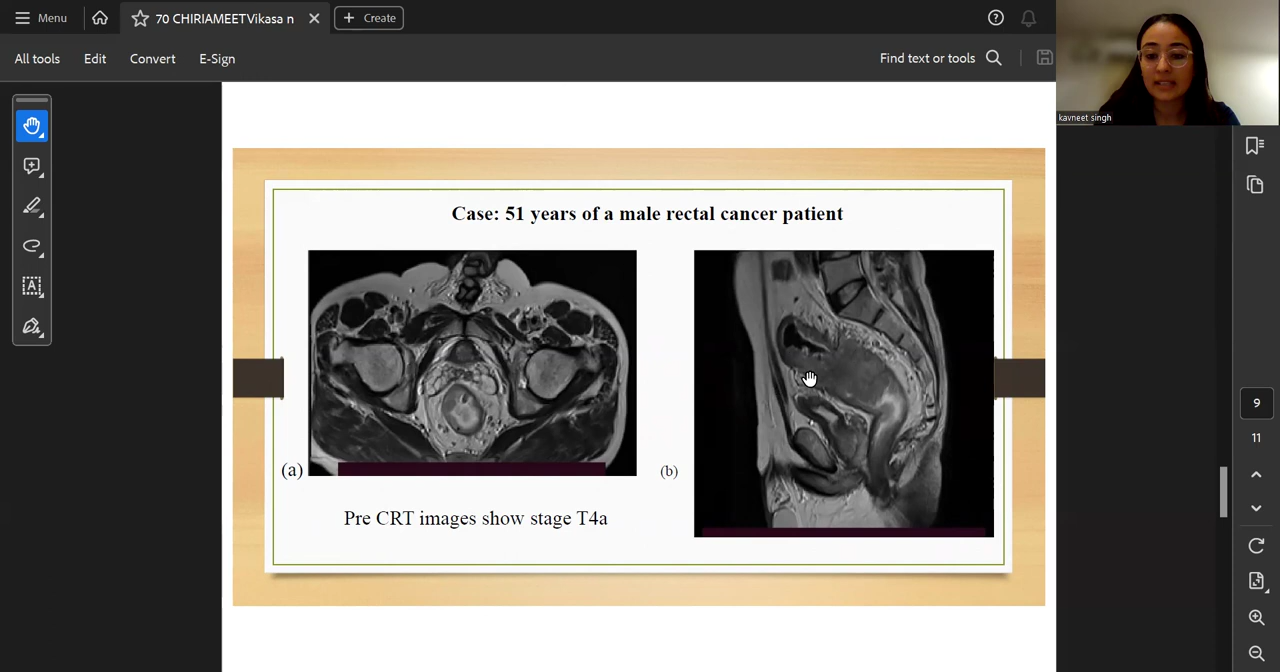 Menu
70 CHIRIAMEETVikasa n
Create
All tools
Edit
Convert
E-Sign
Find text or tools
kavneet singh
Case: 51 years of a male rectal cancer patient
(a)
(b)
Pre CRT images show stage T4a
9
11